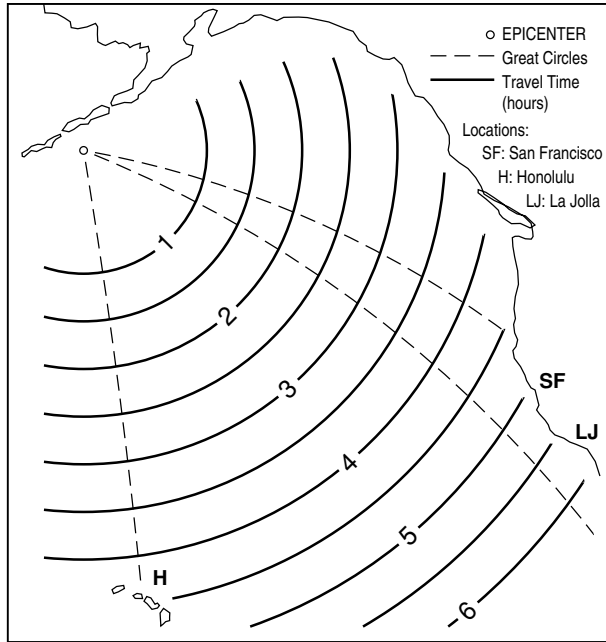 EPICENTER
Great Circles
Travel Time
(hours)
Locations:
SF: San Francisco
H: Honolulu
LJ: La Jolla
1
2
3
4
5
6
SF
LJ
H